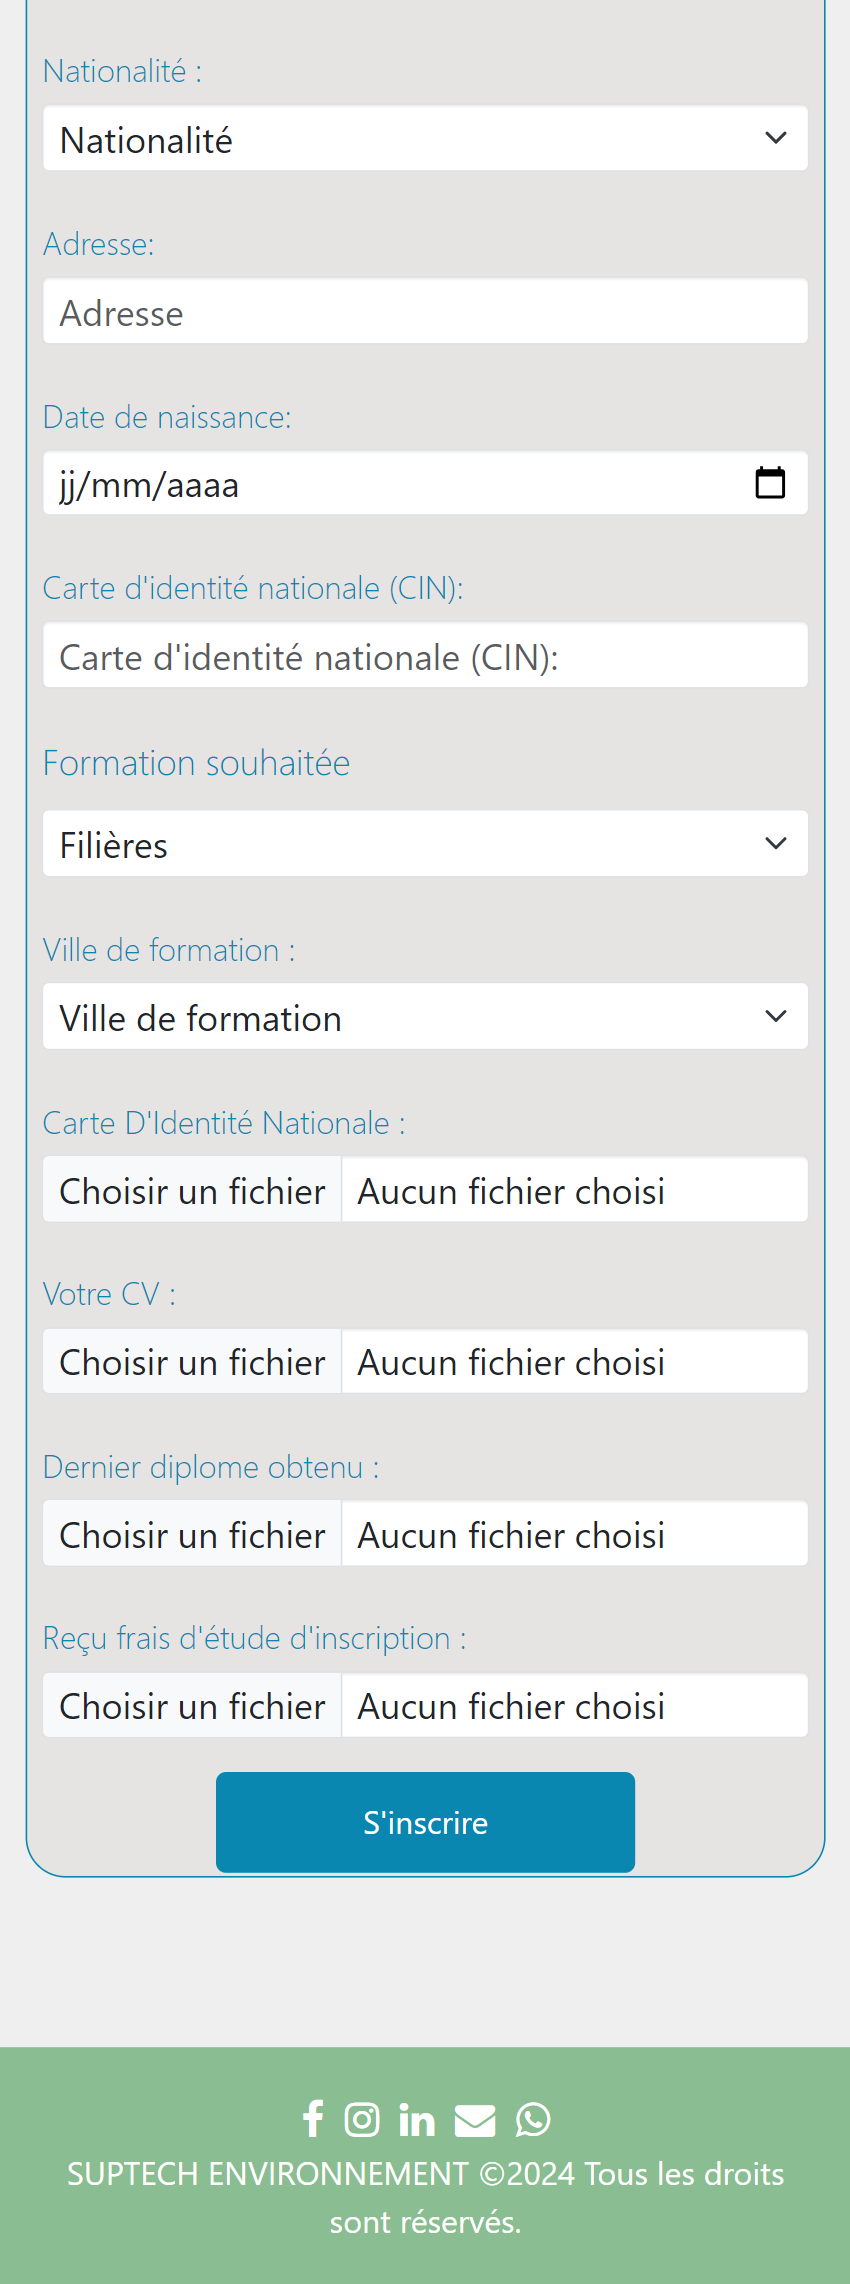 Nationalité :
Nationalité
Adresse:
Adresse
Date de naissance:
jj/mm/aaaa
Carte d'identité nationale (CIN):
Carte d'identité nationale (CIN):
Formation souhaitée
Filières
Ville de formation :
Ville de formation
Carte D'Identité Nationale :
Choisir un fichier Aucun fichier choisi
Votre CV :
Choisir un fichier Aucun fichier choisi
Dernier diplome obtenu :
Choisir un fichier Aucun fichier choisi
Reçu frais d'étude d'inscription :
Choisir un fichier Aucun fichier choisi
S'inscrire
SUPTECH ENVIRONNEMENT ©2024 Tous les droits
sont réservés.